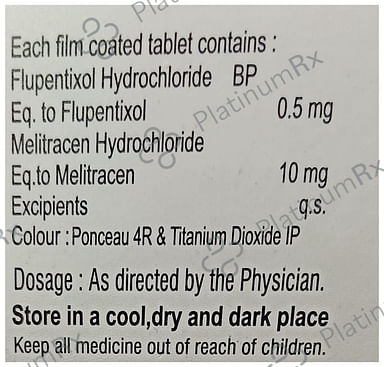 Each film coated tablet contains :
Flupentixol Hydrochloride BP
Eq. to Flupentixol 0.5 mg
Melitracen Hydrochloride
Eq.to Melitracen 10 mg
Excipients q.s.
Colour : Ponceau 4R & Titanium Dioxide IP
Dosage : As directed by the Physician.
Store in a cool,dry and dark place
Keep all medicine out of reach of children.
PlatinumRx